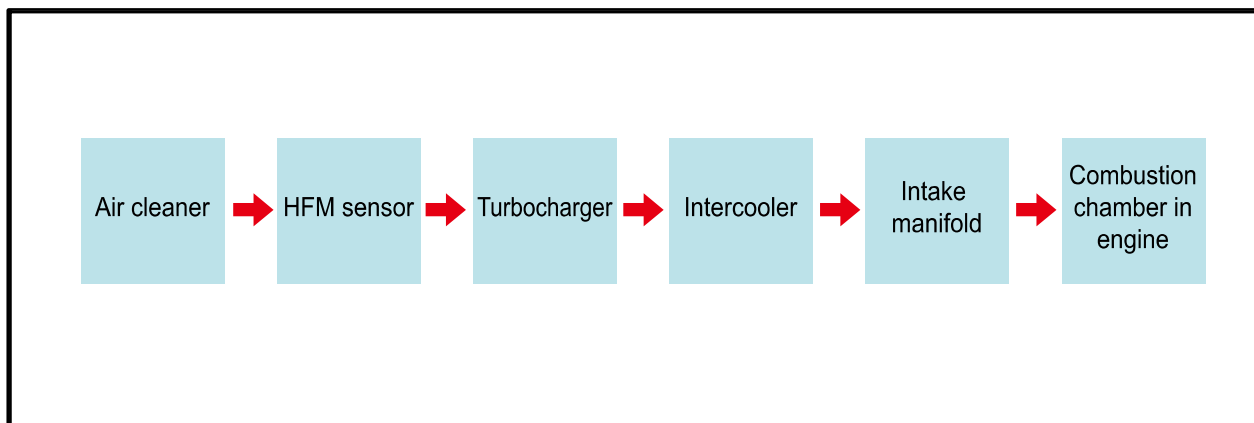 Air cleaner
HFM sensor
Turbocharger
Intercooler
Intake
manifold
Combustion
chamber in
engine